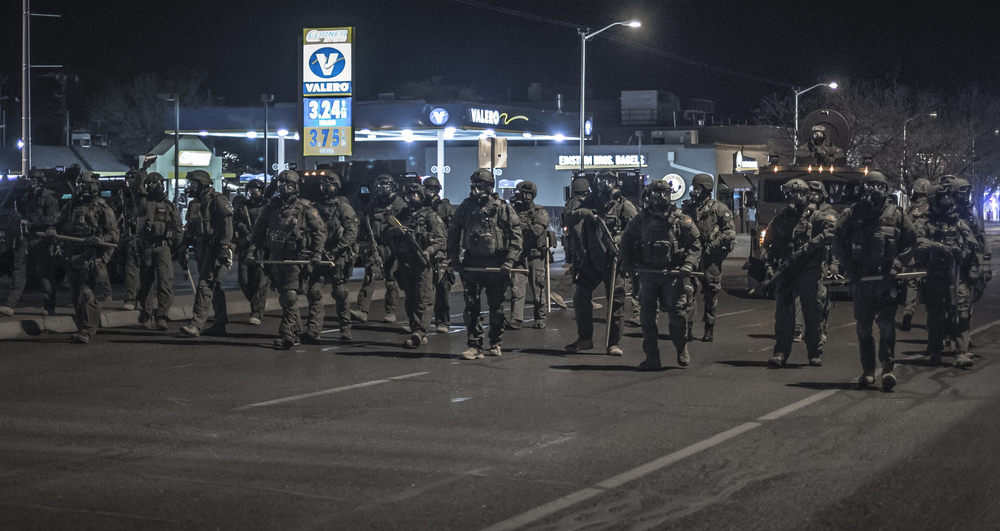 CORNER
VALERO
3.24
3.75
VALERO
EINSTEIN BROS. BAGELS